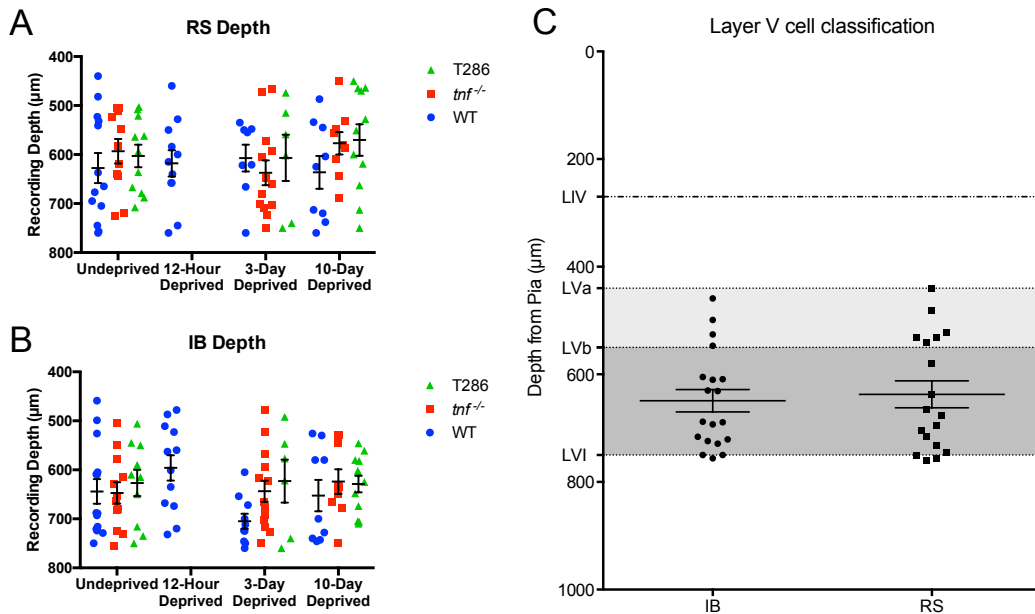 A
RS Depth
Recording Depth (µm)
400
500
600
700
800
Undeprived
12-Hour
Deprived
3-Day
Deprived
10-Day
Deprived
T286
tnf -/-
WT
B
IB Depth
Recording Depth (µm)
400
500
600
700
800
Undeprived
12-Hour
Deprived
3-Day
Deprived
10-Day
Deprived
T286
tnf -/-
WT
C
Layer V cell classification
Depth from Pia (µm)
0
200
LIV
400
LVa
LVb
600
LVI
800
1000
IB
RS